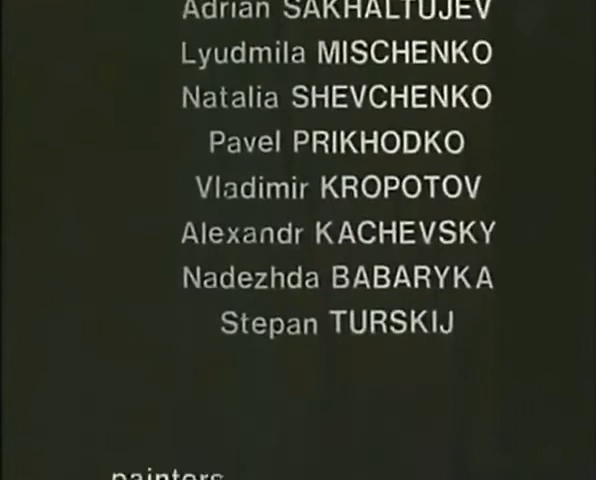 Adrian SAKHALTUJEV
Lyudmila MISCHENKO
Natalia SHEVCHENKO
Pavel PRIKHODKO
Vladimir KROPOTOV
Alexandr KACHEVSKY
Nadezhda BABARYKA
Stepan TURSKIJ
painters